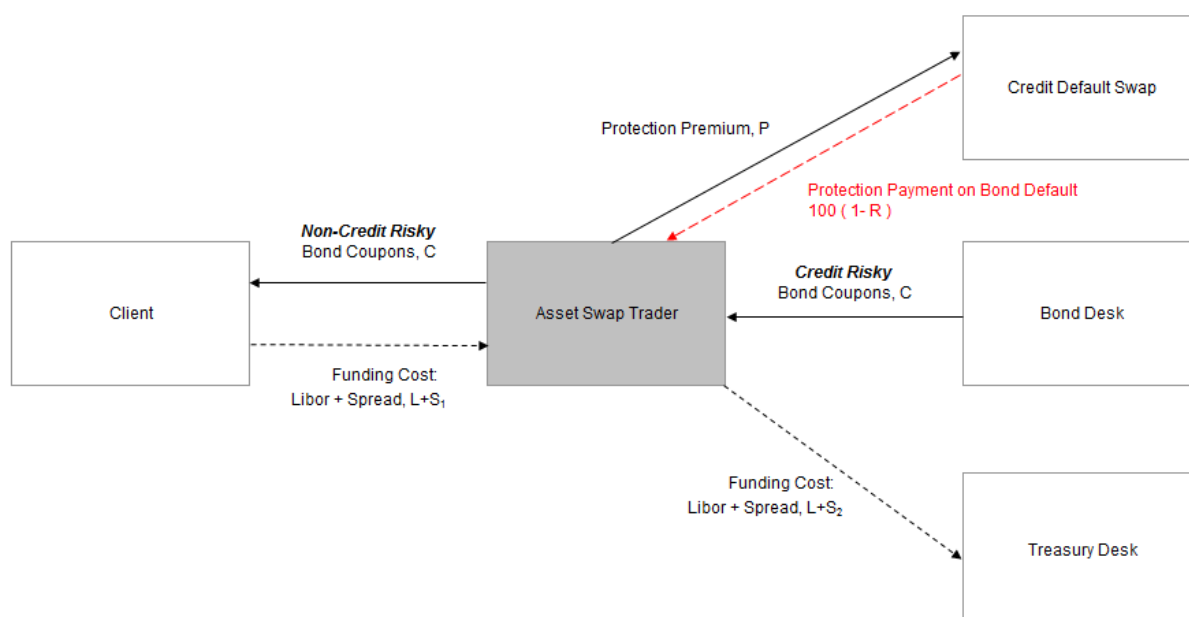 Credit Default Swap
Protection Premium, P
Protection Payment on Bond Default
100 ( 1- R )
Non-Credit Risky
Bond Coupons, C
Credit Risky
Bond Coupons, C
Client
Asset Swap Trader
Bond Desk
Funding Cost:
Libor + Spread, L+S₁
Funding Cost:
Libor + Spread, L+S₂
Treasury Desk